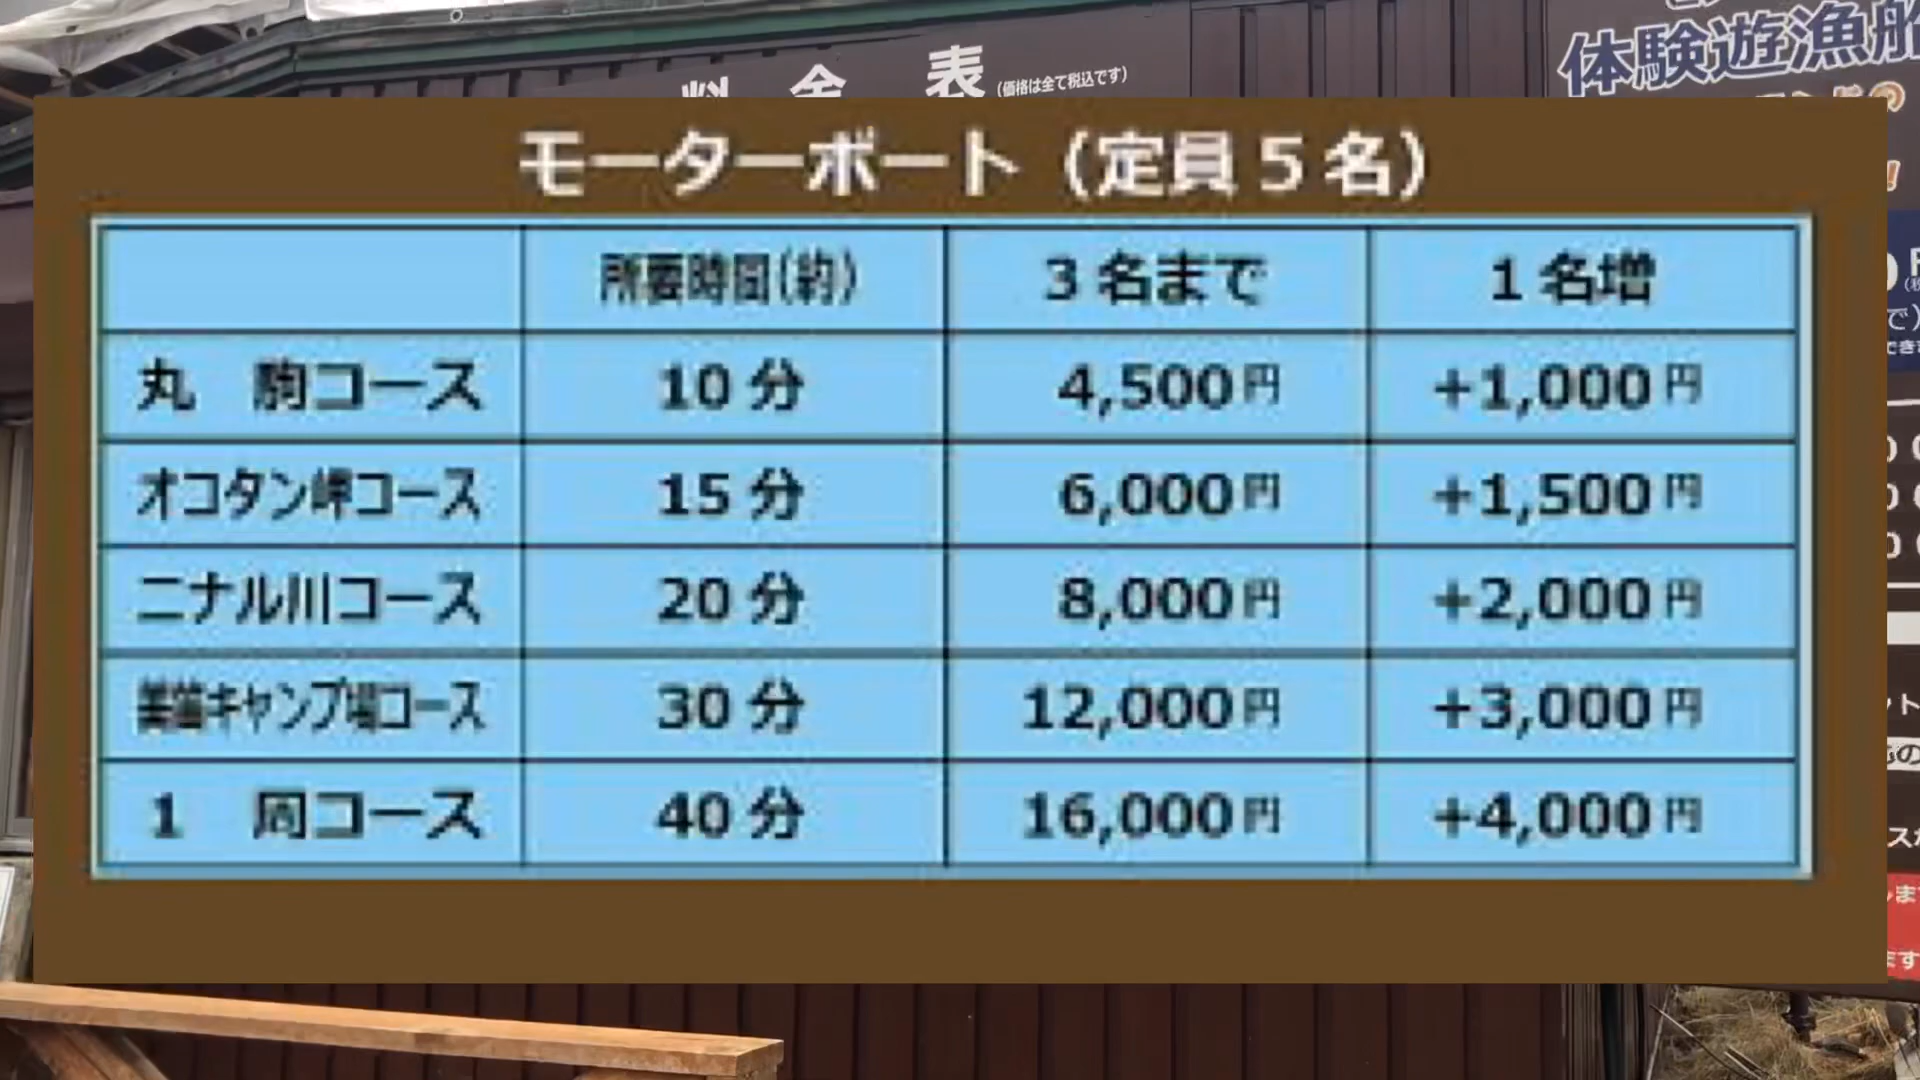 料 金 表 (価格は全て税込です)
体験遊漁船
モーターボート（定員５名）
所要時間(約) 3名まで 1名増
丸　駒コース 10分 4,500円 +1,000円
オコタン岬コース 15分 6,000円 +1,500円
ニナル川コース 20分 8,000円 +2,000円
美笛キャンプ場コース 30分 12,000円 +3,000円
1　周コース 40分 16,000円 +4,000円